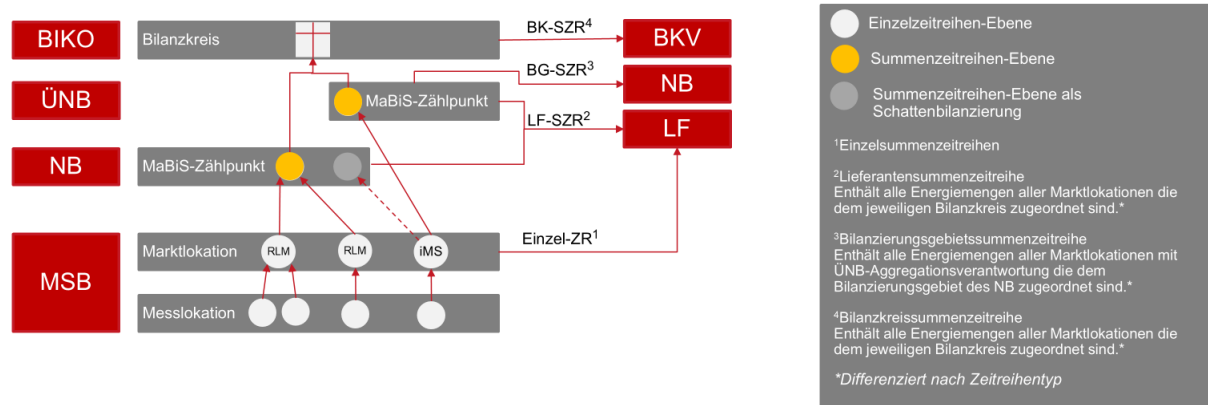 BIKO
Bilanzkreis
BK-SZR⁴
BKV
BG-SZR³
NB
ÜNB
MaBiS-Zählpunkt
LF-SZR²
LF
NB
MaBiS-Zählpunkt
MSB
Marktlokation
RLM
RLM
iMS
Einzel-ZR¹
Messlokation
Einzelzeitreihen-Ebene
Summenzeitreihen-Ebene
Summenzeitreihen-Ebene als
Schattenbilanzierung
¹Einzelsummenzeitreihen
²Lieferantensummenzeitreihe
Enthält alle Energiemengen aller Marktlokationen die
dem jeweiligen Bilanzkreis zugeordnet sind.*
³Bilanzierungsgebietssummenzeitreihe
Enthält alle Energiemengen aller Marktlokationen mit
ÜNB-Aggregationsverantwortung die dem
Bilanzierungsgebiet des NB zugeordnet sind.*
⁴Bilanzkreissummenzeitreihe
Enthält alle Energiemengen aller Marktlokationen die
dem jeweiligen Bilanzkreis zugeordnet sind.*
*Differenziert nach Zeitreihentyp